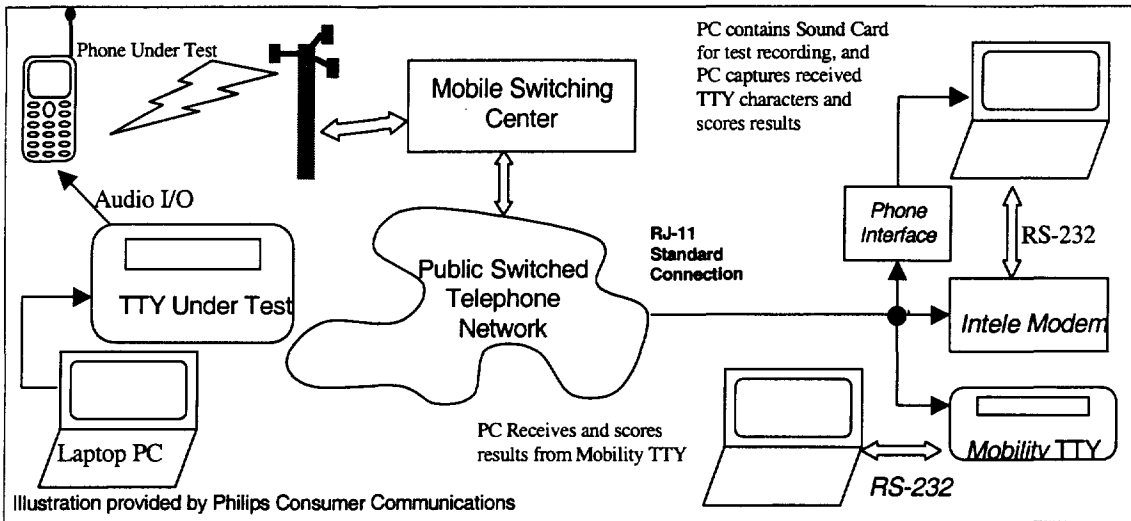 Phone Under Test
Mobile Switching
Center
PC contains Sound Card
for test recording, and
PC captures received
TTY characters and
scores results
Audio I/O
TTY Under Test
Laptop PC
Public Switched
Telephone
Network
RJ-11
Standard
Connection
Phone
Interface
RS-232
Intele Modem
Mobility TTY
PC Receives and scores
results from Mobility TTY
RS-232
Illustration provided by Philips Consumer Communications